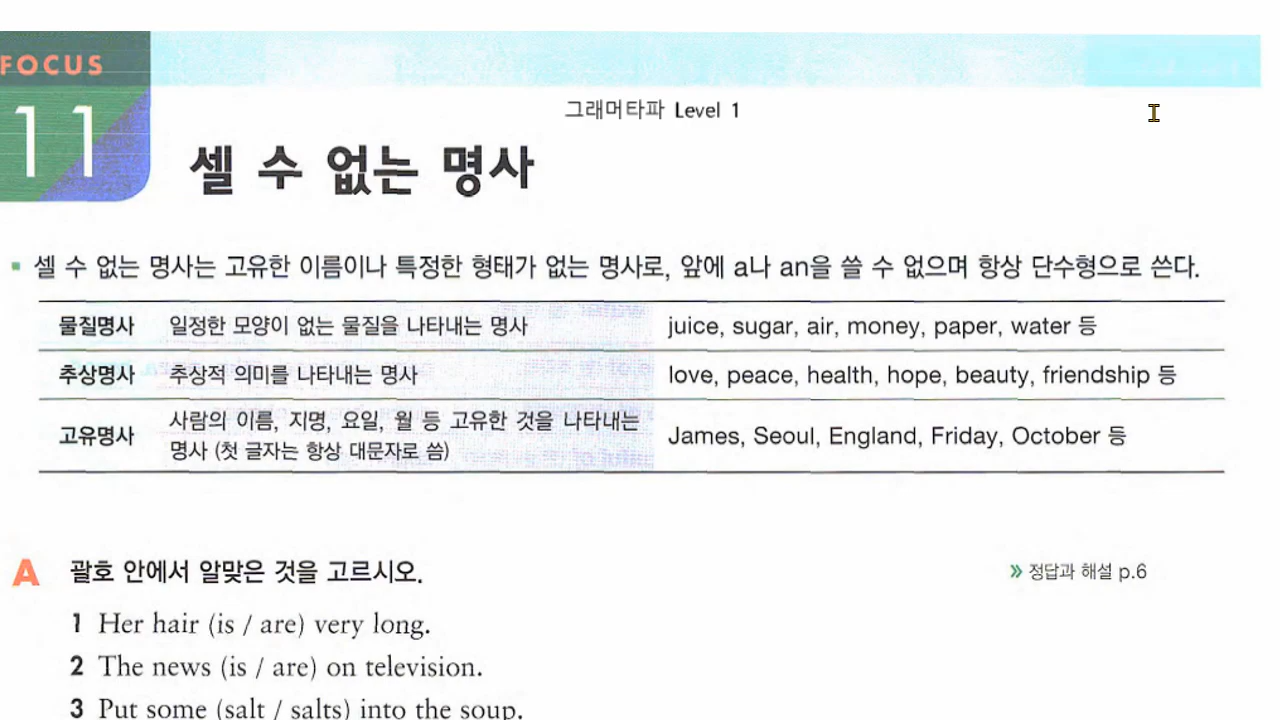 FOCUS
11
그래머타파 Level 1
셀 수 없는 명사
셀 수 없는 명사는 고유한 이름이나 특정한 형태가 없는 명사로, 앞에 a나 an을 쓸 수 없으며 항상 단수형으로 쓴다.
물질명사 일정한 모양이 없는 물질을 나타내는 명사 juice, sugar, air, money, paper, water 등
추상명사 추상적 의미를 나타내는 명사 love, peace, health, hope, beauty, friendship 등
고유명사 사람의 이름, 지명, 요일, 월 등 고유한 것을 나타내는
명사 (첫 글자는 항상 대문자로 씀) James, Seoul, England, Friday, October 등
A 괄호 안에서 알맞은 것을 고르시오.
» 정답과 해설 p.6
1 Her hair (is / are) very long.
2 The news (is / are) on television.
3 Put some (salt / salts) into the soup.